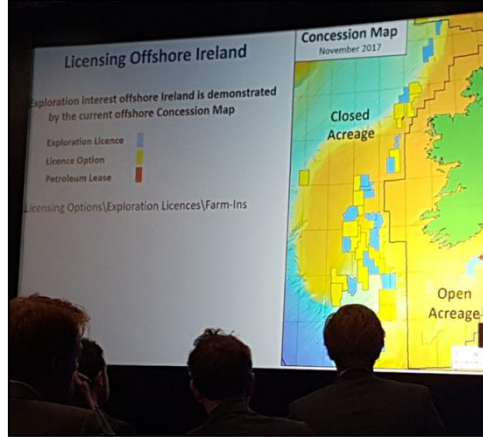 Licensing Offshore Ireland
Exploration interest offshore Ireland is demonstrated
by the current offshore Concession Map
Exploration Licence
Licence Option
Petroleum Lease
Licensing Options\Exploration Licences\Farm-Ins
Concession Map
November 2017
Closed
Acreage
Open
Acreage